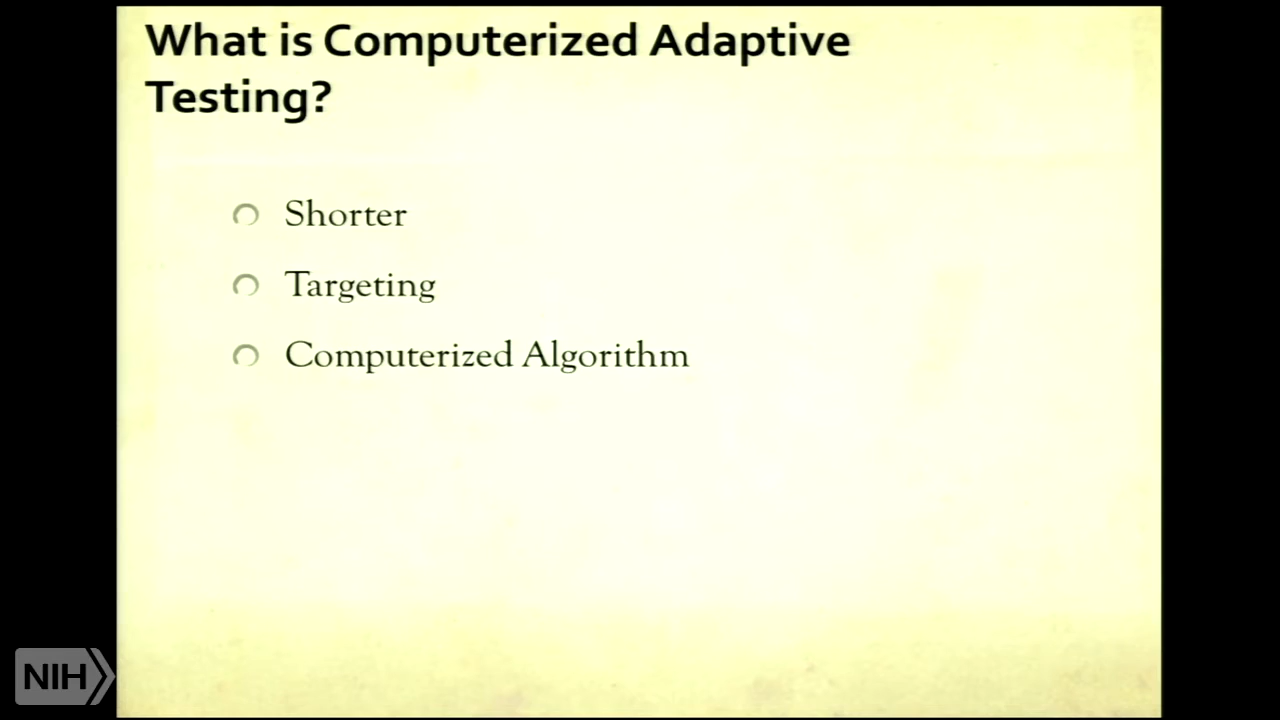 What is Computerized Adaptive
Testing?
Shorter
Targeting
Computerized Algorithm
NIH